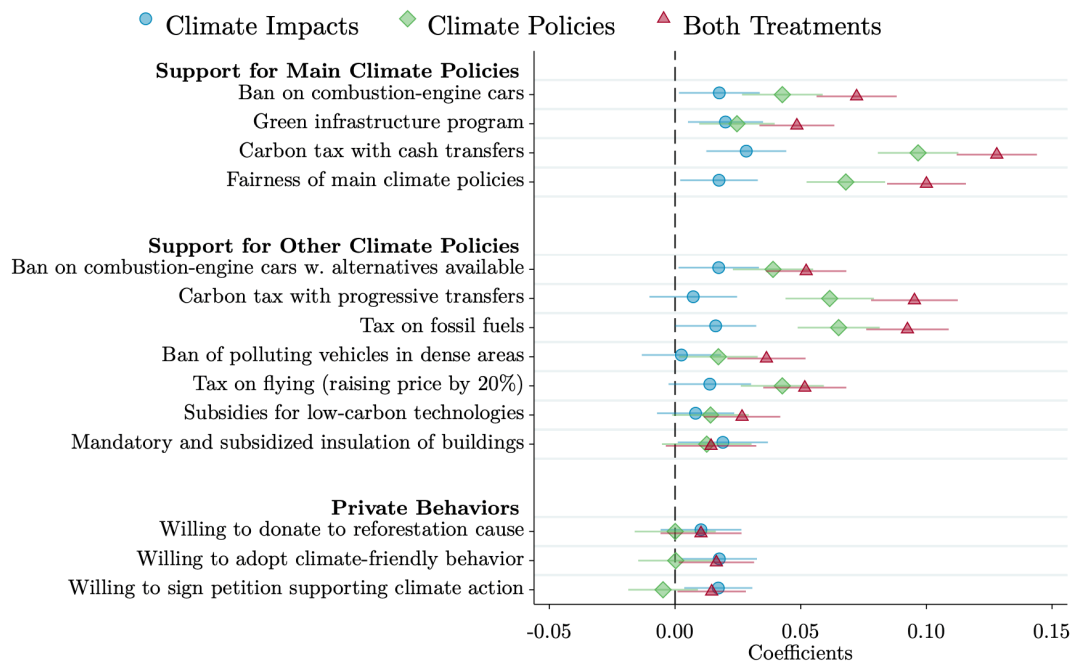 Climate Impacts Climate Policies Both Treatments
Support for Main Climate Policies
Ban on combustion-engine cars
Green infrastructure program
Carbon tax with cash transfers
Fairness of main climate policies
Support for Other Climate Policies
Ban on combustion-engine cars w. alternatives available
Carbon tax with progressive transfers
Tax on fossil fuels
Ban of polluting vehicles in dense areas
Tax on flying (raising price by 20%)
Subsidies for low-carbon technologies
Mandatory and subsidized insulation of buildings
Private Behaviors
Willing to donate to reforestation cause
Willing to adopt climate-friendly behavior
Willing to sign petition supporting climate action
-0.05 0.00 0.05 0.10 0.15
Coefficients